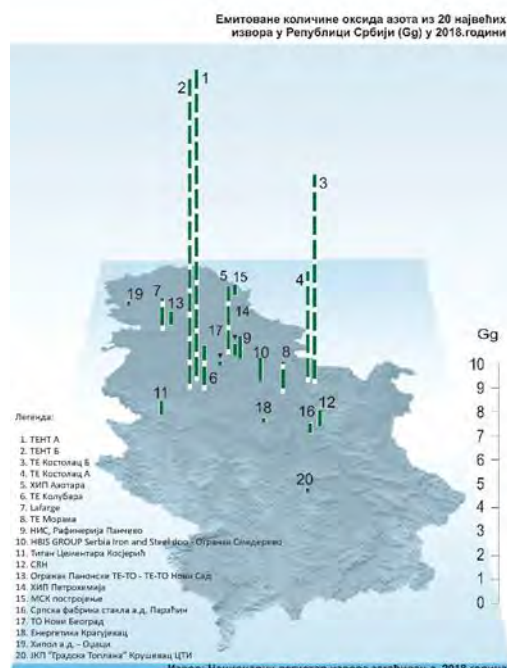 Емитоване количине оксида азота из 20 највећих
извора у Републици Србији (Gg) у 2018.години
1
2
3
4
5
15
19
7
13
14
17
9
10
8
6
11
18
16
12
20
Gg
10
9
8
7
6
5
4
3
2
1
0
Легенда:
1. ТЕНТ А
2. ТЕНТ Б
3. ТЕ Костолац Б
4. ТЕ Костолац А
5. ХИП Азотара
6. ТЕ Колубара
7. Lafarge
8. ТЕ Морава
9. НИС, Рафинерија Панчево
10. HBIS GROUP Serbia Iron and Steel doo - Огранак Смедерево
11. Титан Цементара Косјерић
12. CRH
13. Огранак Панонске ТЕ-ТО - ТЕ-ТО Нови Сад
14. ХИП Петрохемија
15. МСК постројење
16. Српска фабрика стакла а.д. Параћин
17. ТО Нови Београд
18. Енергетика Крагујевац
19. Хипол а.д. - Оџаци
20. ЈКП "Градска Топлана" Крушевац ЦТИ